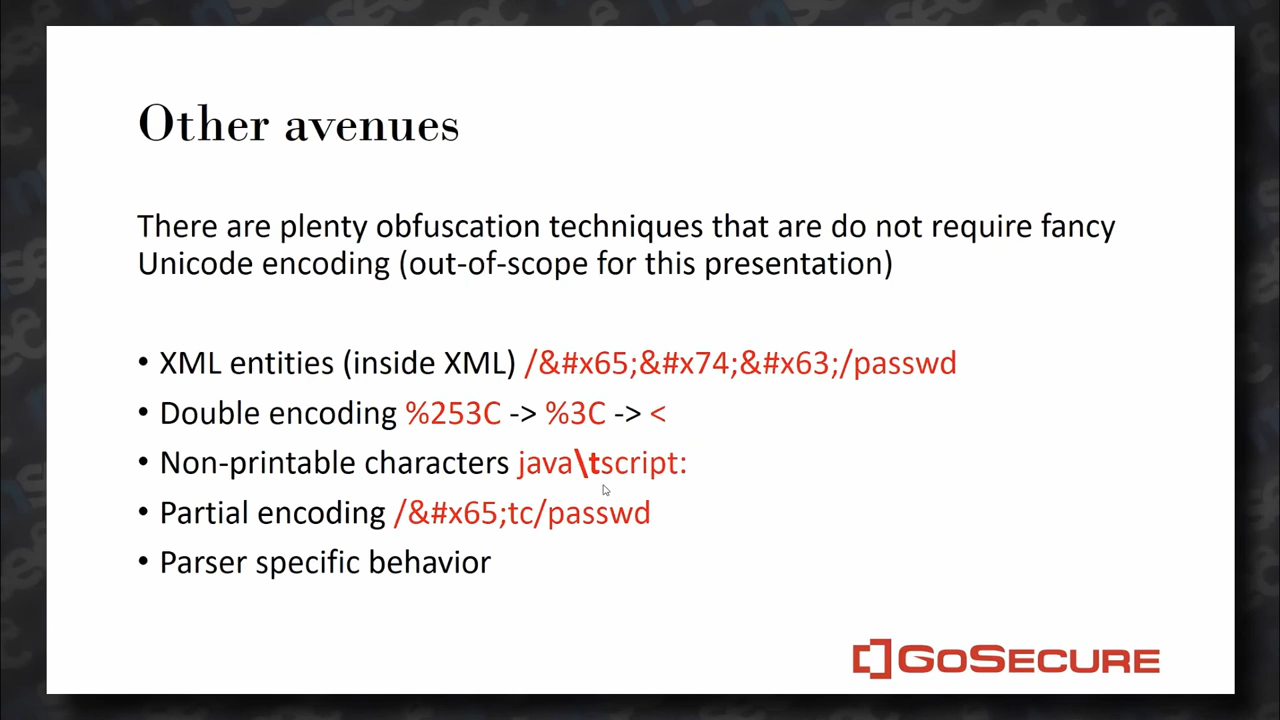 Other avenues
There are plenty obfuscation techniques that are do not require fancy
Unicode encoding (out-of-scope for this presentation)
• XML entities (inside XML) /&#x65;&#x74;&#x63;/passwd
• Double encoding %253C -> %3C -> <
• Non-printable characters java\tscript:
• Partial encoding /&#x65;tc/passwd
• Parser specific behavior
GoSecure